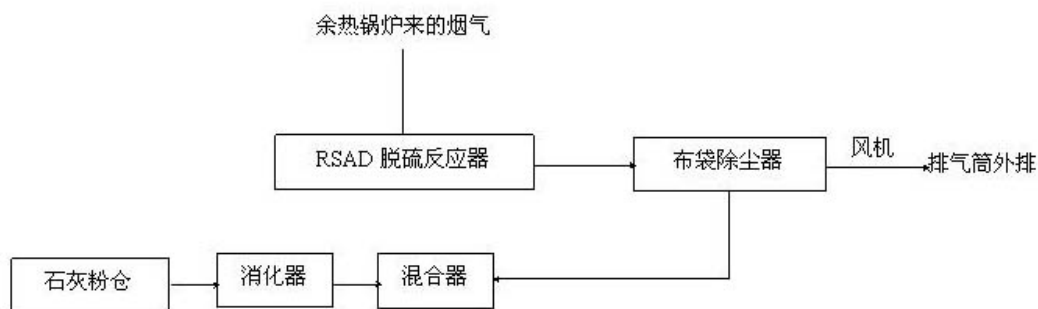 余热锅炉来的烟气
RSAD 脱硫反应器
布袋除尘器
风机
排气筒外排
石灰粉仓
消化器
混合器